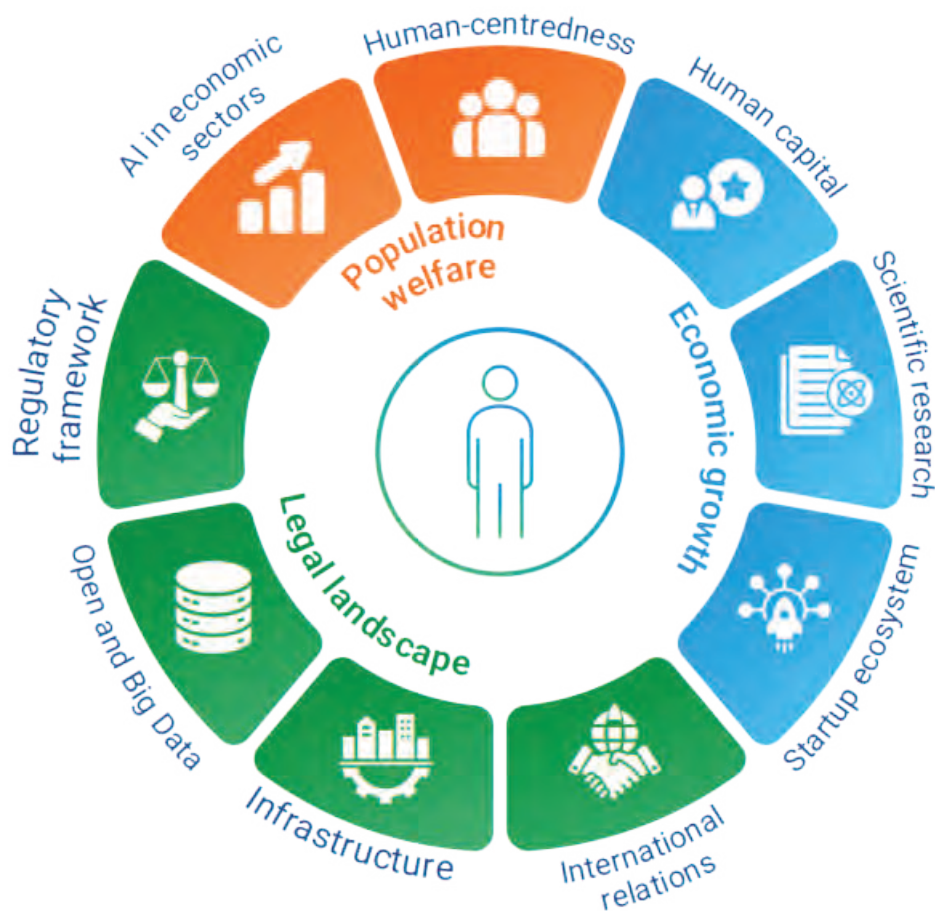 Human-centredness
Human capital
Scientific research
Startup ecosystem
International
relations
Infrastructure
Open and Big Data
Regulatory
framework
AI in economic
sectors
Population
welfare
Economic growth
Legal landscape